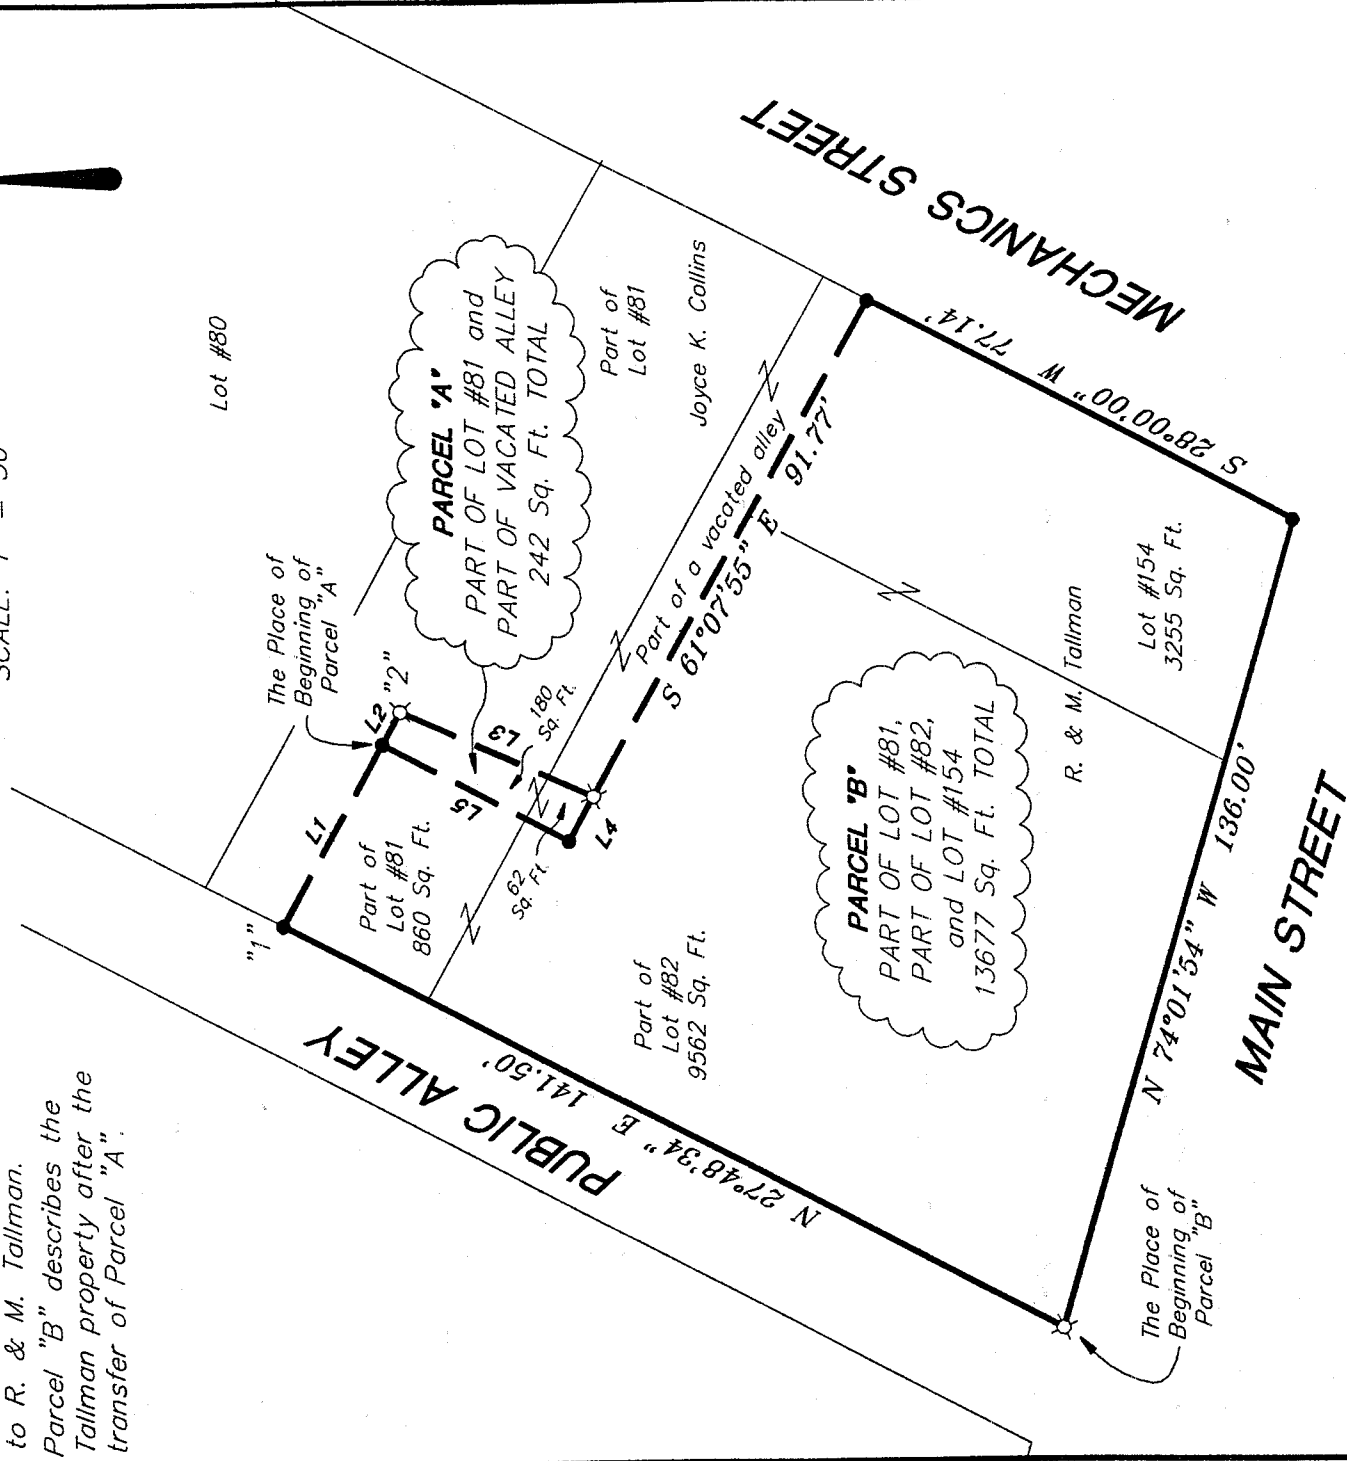 to R. & M. Tallman.
Parcel "B" describes the
Tallman property after the
transfer of Parcel "A".
Lot #80
The Place of
Beginning of
Parcel "A"
PARCEL "A"
PART OF LOT #81 and
PART OF VACATED ALLEY
242 Sq. Ft. TOTAL
Part of
Lot #81
Joyce K. Collins
MECHANICS STREET
S 28°00'00" W 77.14'
"1"
L1
L2
"2"
L3
L5
L4
180
Sq. Ft.
62
Sq. Ft.
Part of
Lot #81
860 Sq. Ft.
Part of a vacated alley
S 61°07'55" E 91.77'
PUBLIC ALLEY
N 27°48'34" E 141.50'
Part of
Lot #82
9562 Sq. Ft.
PARCEL "B"
PART OF LOT #81,
PART OF LOT #82,
and LOT #154
13677 Sq. Ft. TOTAL
R. & M. Tallman
Lot #154
3255 Sq. Ft.
N 74°01'54" W 136.00'
MAIN STREET
The Place of
Beginning of
Parcel "B"
Z
Z
Z
Z
Z